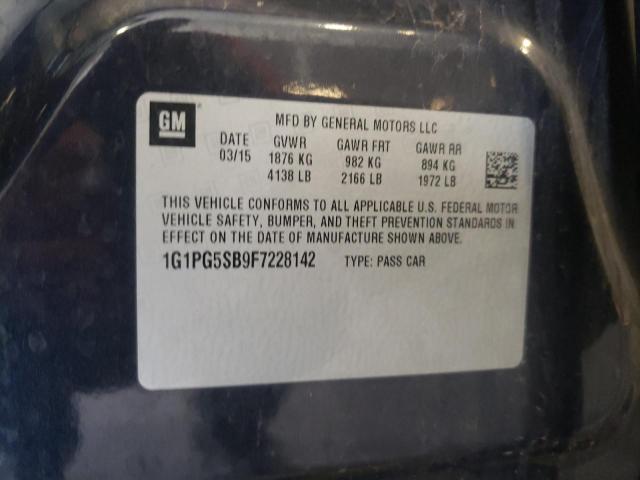 GM
MFD BY GENERAL MOTORS LLC
DATE GVWR GAWR FRT GAWR RR
03/15 1876 KG 982 KG 894 KG
4138 LB 2166 LB 1972 LB
THIS VEHICLE CONFORMS TO ALL APPLICABLE U.S. FEDERAL MOTOR
VEHICLE SAFETY, BUMPER, AND THEFT PREVENTION STANDARDS IN
EFFECT ON THE DATE OF MANUFACTURE SHOWN ABOVE.
1G1PG5SB9F7228142 TYPE: PASS CAR